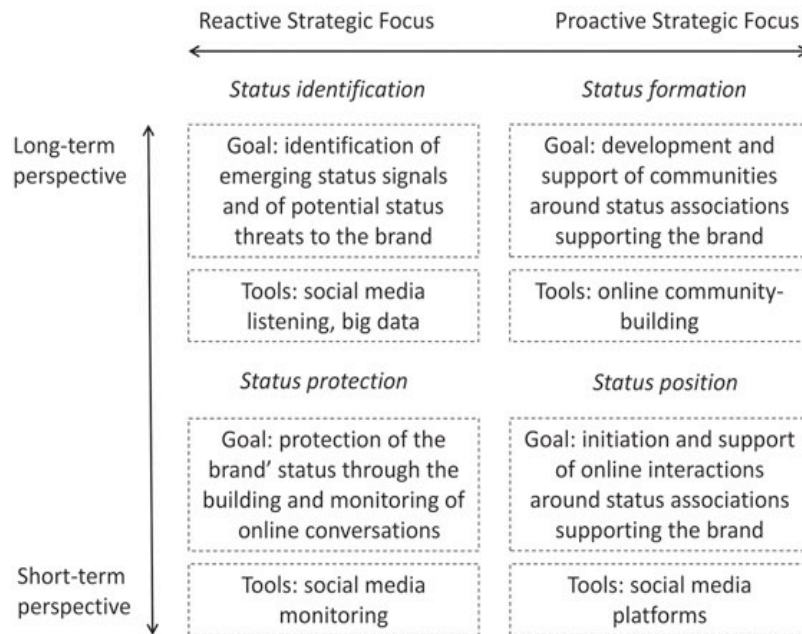 Reactive Strategic Focus
Proactive Strategic Focus
Status identification
Status formation
Long-term
perspective
Goal: identification of
emerging status signals
and of potential status
threats to the brand
Goal: development and
support of communities
around status associations
supporting the brand
Tools: social media
listening, big data
Tools: online community-
building
Status protection
Status position
Goal: protection of the
brand’ status through the
building and monitoring of
online conversations
Goal: initiation and support
of online interactions
around status associations
supporting the brand
Short-term
perspective
Tools: social media
monitoring
Tools: social media
platforms